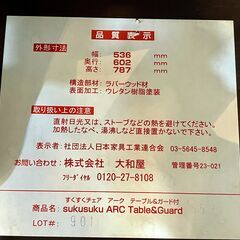 品質表示
外形寸法
幅: 536 mm
奥行: 602 mm
高さ: 787 mm
構造部材: ラバーウッド材
表面加工: ウレタン樹脂塗装
取り扱い上の注意
直射日光又は、ストーブなどの熱を避けてください。
加熱したなべ、湯沸しなどを直接置かないでください。
表示者: 社団法人日本家具工業連合会 03-5645-8548
お問い合わせ: 株式会社 大和屋 管理番号23-021
フリーダイヤル 0120-27-8108
すくすくチェア アーク テーブル&ガード付
商品名: sukusuku ARC Table&Guard
LOT#: 901